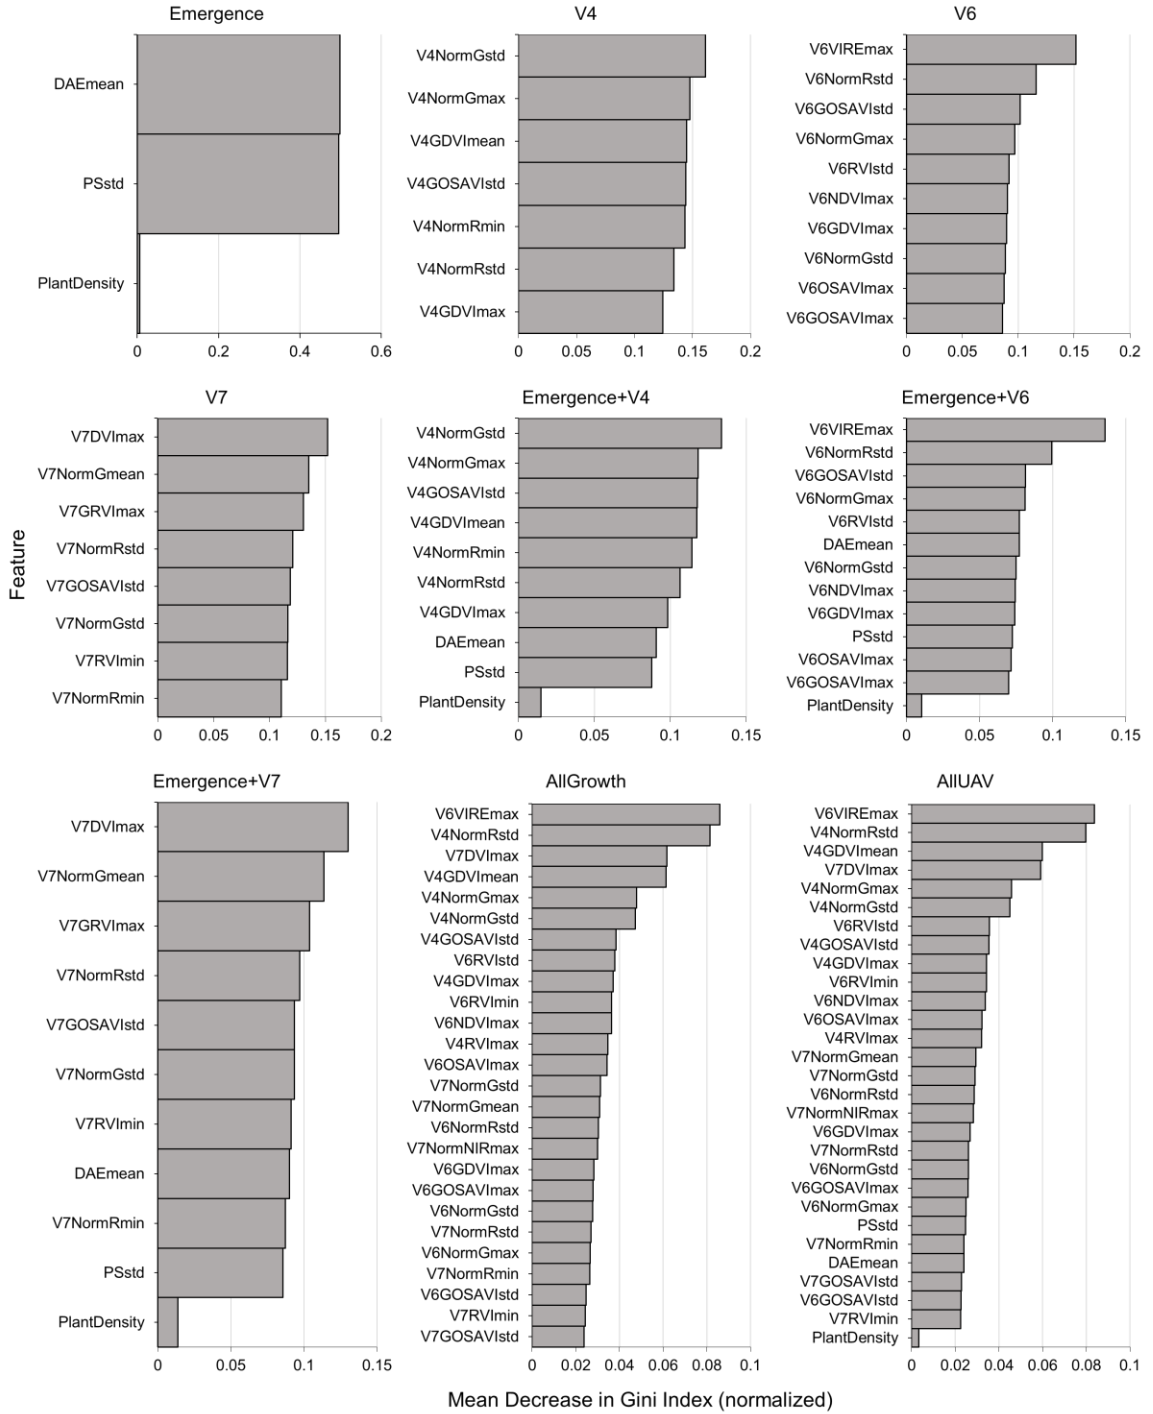 Emergence
DAEmean
PSstd
PlantDensity
0 0.2 0.4 0.6
V4
V4NormGstd
V4NormGmax
V4GDVImean
V4GOSAVIstd
V4NormRmin
V4NormRstd
V4GDVImax
0 0.05 0.1 0.15 0.2
V6
V6VIREmax
V6NormRstd
V6GOSAVIstd
V6NormGmax
V6RVIstd
V6NDVImax
V6GDVImax
V6NormGstd
V6OSAVImax
V6GOSAVImax
0 0.05 0.1 0.15 0.2
Feature
V7
V7DVImax
V7NormGmean
V7GRVImax
V7NormRstd
V7GOSAVIstd
V7NormGstd
V7RVImin
V7NormRmin
0 0.05 0.1 0.15 0.2
Emergence+V4
V4NormGstd
V4NormGmax
V4GOSAVIstd
V4GDVImean
V4NormRmin
V4NormRstd
V4GDVImax
DAEmean
PSstd
PlantDensity
0 0.05 0.1 0.15
Emergence+V6
V6VIREmax
V6NormRstd
V6GOSAVIstd
V6NormGmax
V6RVIstd
DAEmean
V6NormGstd
V6NDVImax
V6GDVImax
PSstd
V6OSAVImax
V6GOSAVImax
PlantDensity
0 0.05 0.1 0.15
Emergence+V7
V7DVImax
V7NormGmean
V7GRVImax
V7NormRstd
V7GOSAVIstd
V7NormGstd
V7RVImin
DAEmean
V7NormRmin
PSstd
PlantDensity
0 0.05 0.1 0.15
AllGrowth
V6VIREmax
V4NormRstd
V7DVImax
V4GDVImean
V4NormGmax
V4NormGstd
V4GOSAVIstd
V6RVIstd
V4GDVImax
V6RVImin
V6NDVImax
V4RVImax
V6OSAVImax
V7NormGstd
V7NormGmean
V6NormRstd
V7NormNIRmax
V6GDVImax
V6GOSAVImax
V6NormGstd
V7NormRstd
V6NormGmax
V7NormRmin
V6GOSAVIstd
V7RVImin
V7GOSAVIstd
0 0.02 0.04 0.06 0.08 0.1
AllUAV
V6VIREmax
V4NormRstd
V4GDVImean
V7DVImax
V4NormGmax
V4NormGstd
V6RVIstd
V4GOSAVIstd
V4GDVImax
V6RVImin
V6NDVImax
V6OSAVImax
V4RVImax
V7NormGmean
V7NormGstd
V6NormRstd
V7NormNIRmax
V6GDVImax
V7NormRstd
V6NormGstd
V6GOSAVImax
V6NormGmax
PSstd
V7NormRmin
DAEmean
V7GOSAVIstd
V6GOSAVIstd
V7RVImin
PlantDensity
0 0.02 0.04 0.06 0.08 0.1
Mean Decrease in Gini Index (normalized)